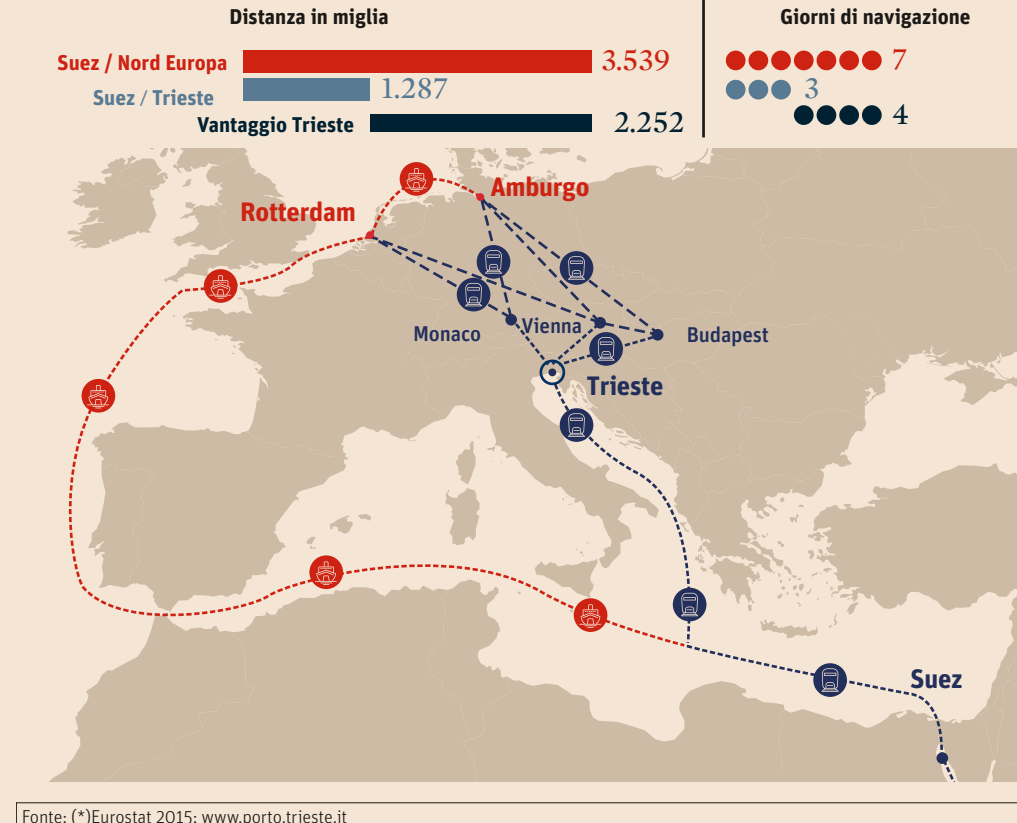 Distanza in miglia
Suez / Nord Europa 3.539
Suez / Trieste 1.287
Vantaggio Trieste 2.252
Giorni di navigazione
7
3
4
Amburgo
Rotterdam
Monaco
Vienna
Budapest
Trieste
Suez
Fonte: (*)Eurostat 2015; www.porto.trieste.it